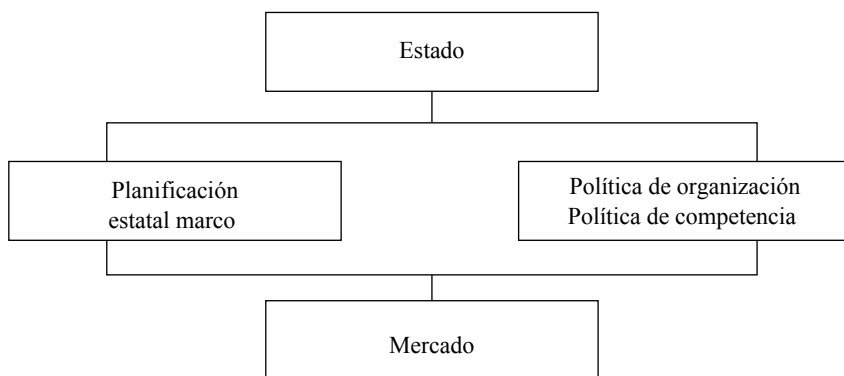 Estado
Planificación
estatal marco
Política de organización
Política de competencia
Mercado